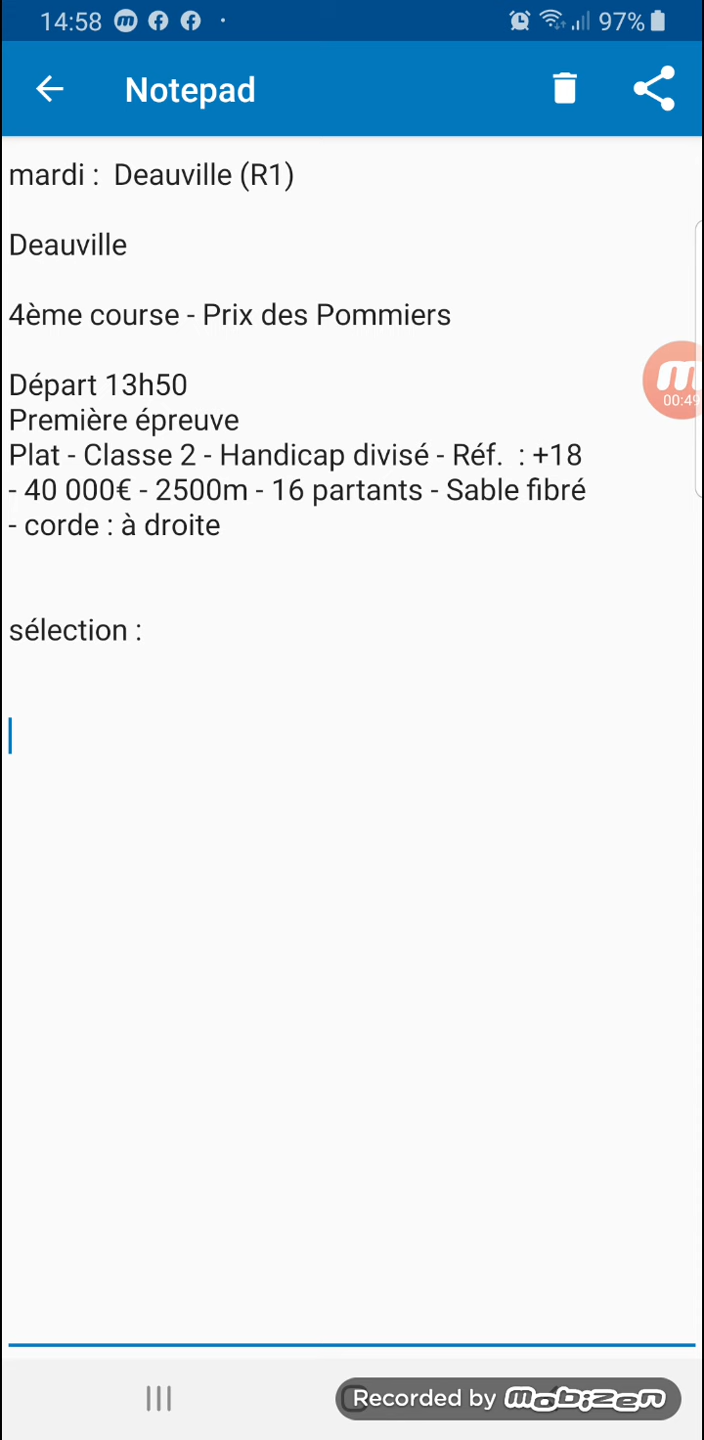 14:58 97%
Notepad
mardi :  Deauville (R1)
Deauville
4ème course - Prix des Pommiers
Départ 13h50
Première épreuve
Plat - Classe 2 - Handicap divisé - Réf.  : +18
- 40 000€ - 2500m - 16 partants - Sable fibré
- corde : à droite
00:49
sélection :
Recorded by mobizen